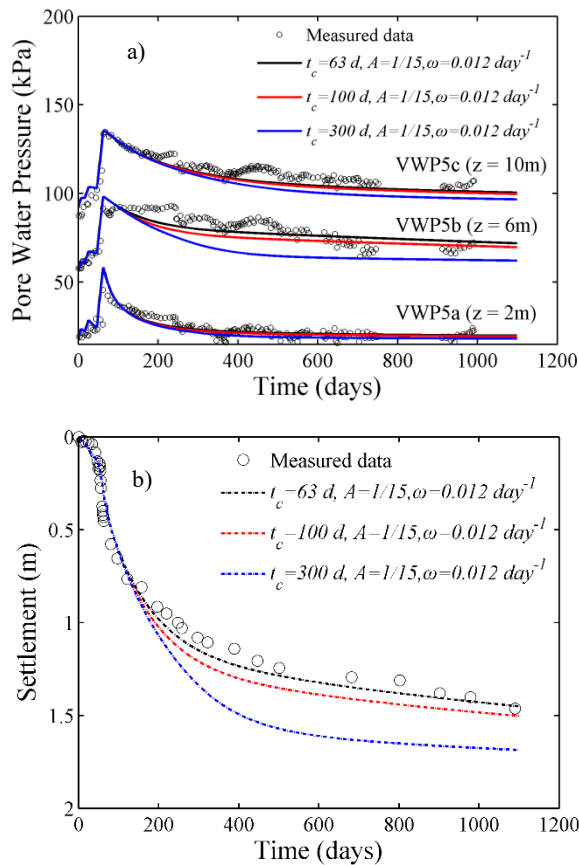 a)
Measured data
t_c=63 d, A=1/15,ω=0.012 day^-1
t_c=100 d, A=1/15,ω=0.012 day^-1
t_c=300 d, A=1/15,ω=0.012 day^-1
200
150
100
50
Pore Water Pressure (kPa)
VWP5c (z = 10m)
VWP5b (z = 6m)
VWP5a (z = 2m)
0 200 400 600 800 1000 1200
Time (days)
b)
Measured data
t_c=63 d, A=1/15,ω=0.012 day^-1
t_c=100 d, A=1/15,ω=0.012 day^-1
t_c=300 d, A=1/15,ω=0.012 day^-1
0
0.5
1
1.5
2
Settlement (m)
0 200 400 600 800 1000 1200
Time (days)